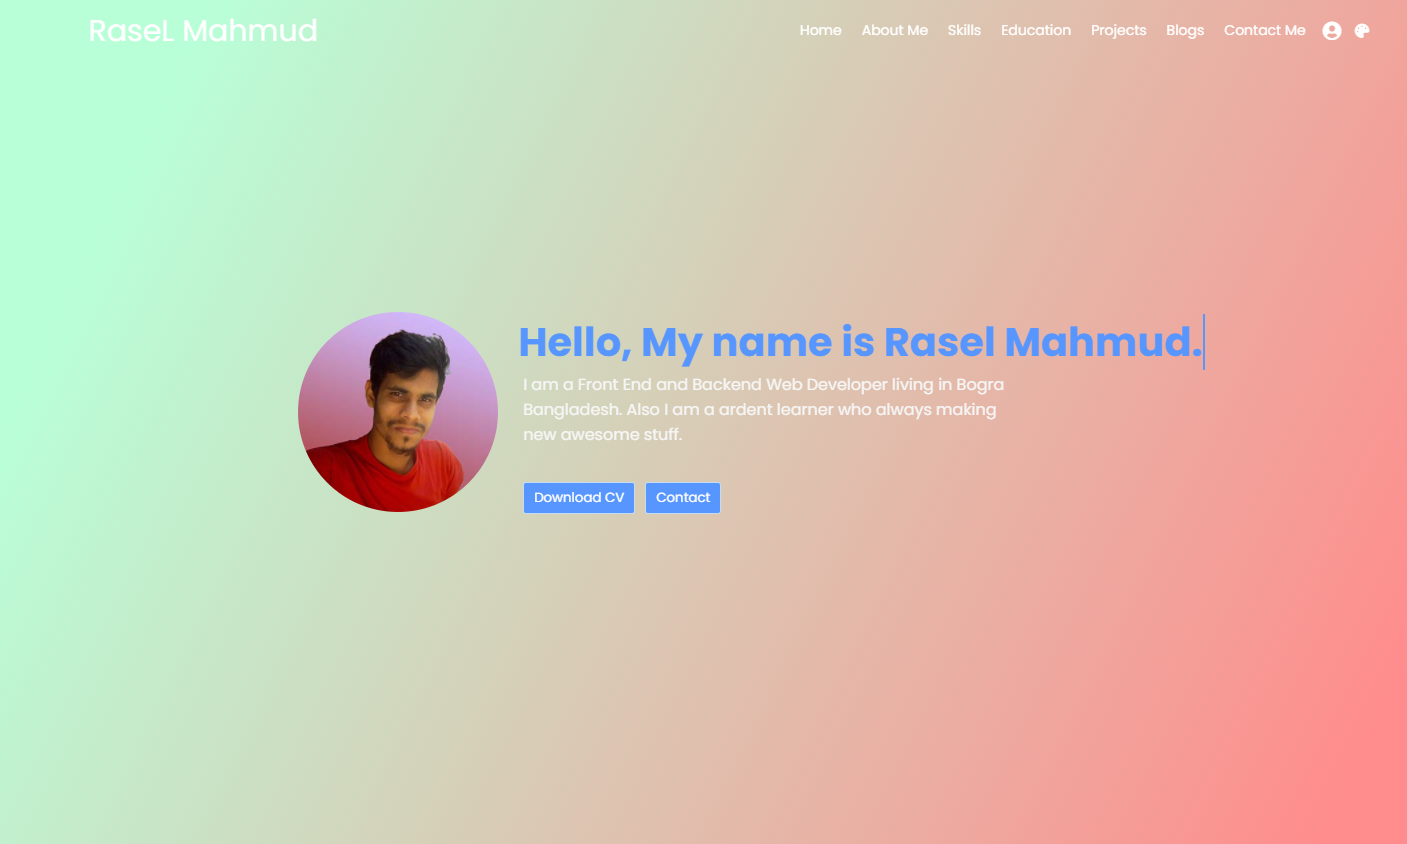 RaseL Mahmud
Home About Me Skills Education Projects Blogs Contact Me
Hello, My name is Rasel Mahmud.
I am a Front End and Backend Web Developer living in Bogra
Bangladesh. Also I am a ardent learner who always making
new awesome stuff.
Download CV Contact